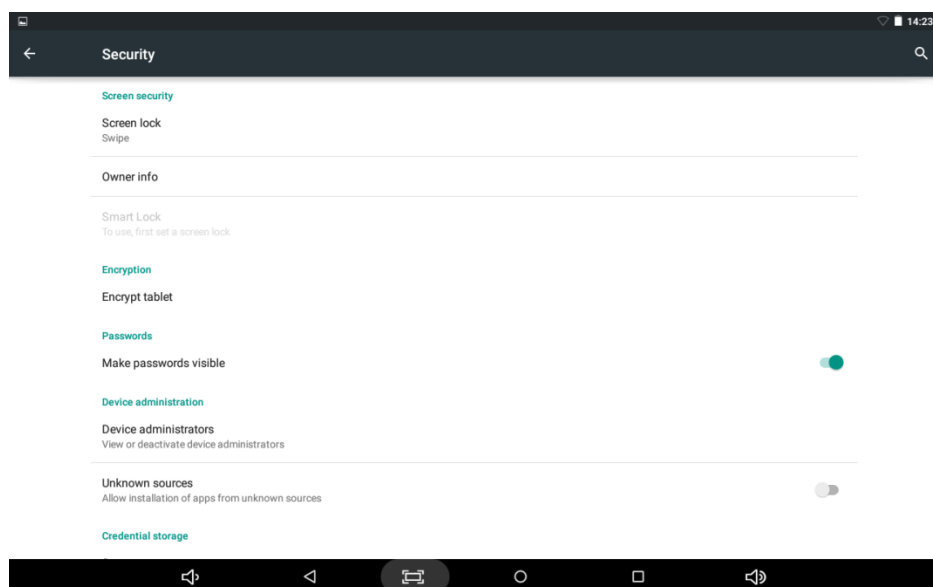 14:23
Security
Screen security
Screen lock
Swipe
Owner info
Smart Lock
To use, first set a screen lock
Encryption
Encrypt tablet
Passwords
Make passwords visible
Device administration
Device administrators
View or deactivate device administrators
Unknown sources
Allow installation of apps from unknown sources
Credential storage